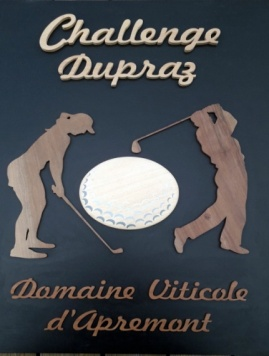 Challenge
Dupraz
Domaine Viticole
d'Apremont